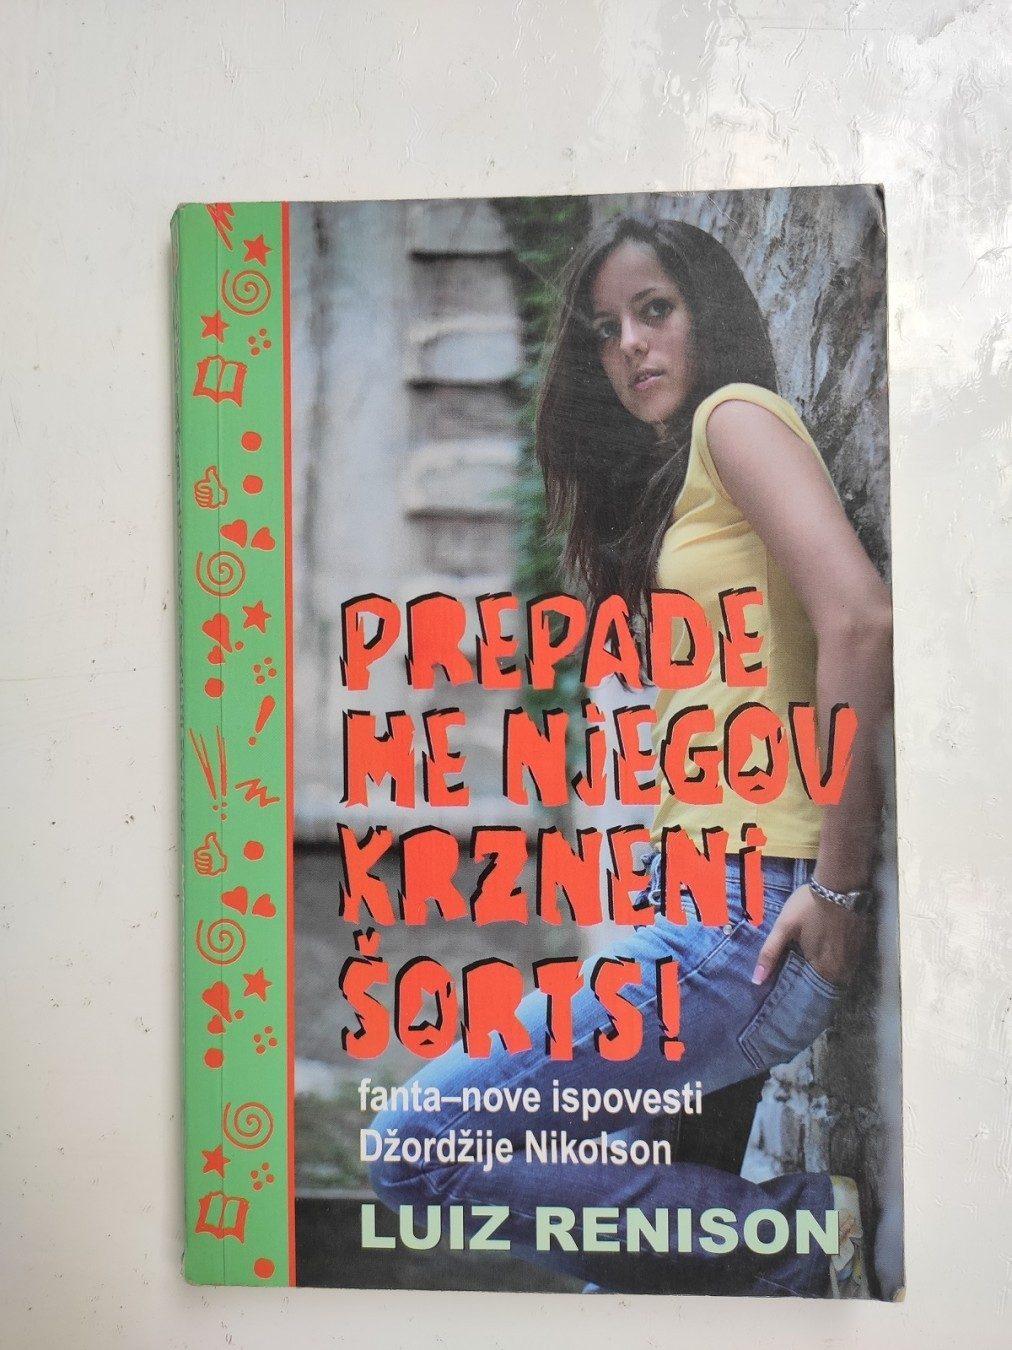 PREPADE
ME NJEGOV
KRZNENI
ŠORTS!
fanta–nove ispovesti
Džordžije Nikolson
LUIZ RENISON